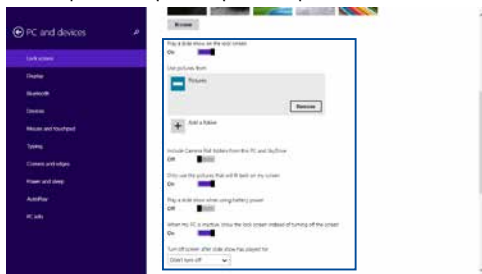 PC and devices
Lock screen
Display
Bluetooth
Devices
Mouse and touchpad
Typing
Corners and edges
Power and sleep
AutoPlay
PC info
Browse
Play a slide show on the lock screen
On
Use pictures from
Pictures
Remove
Add a folder
Include Camera Roll folders from this PC and SkyDrive
Off
Only use the pictures that will fit best on my screen
On
Play a slide show when using battery power
Off
When my PC is inactive, show the lock screen instead of turning off the screen
On
Turn off screen after slide show has played for
Don't turn off